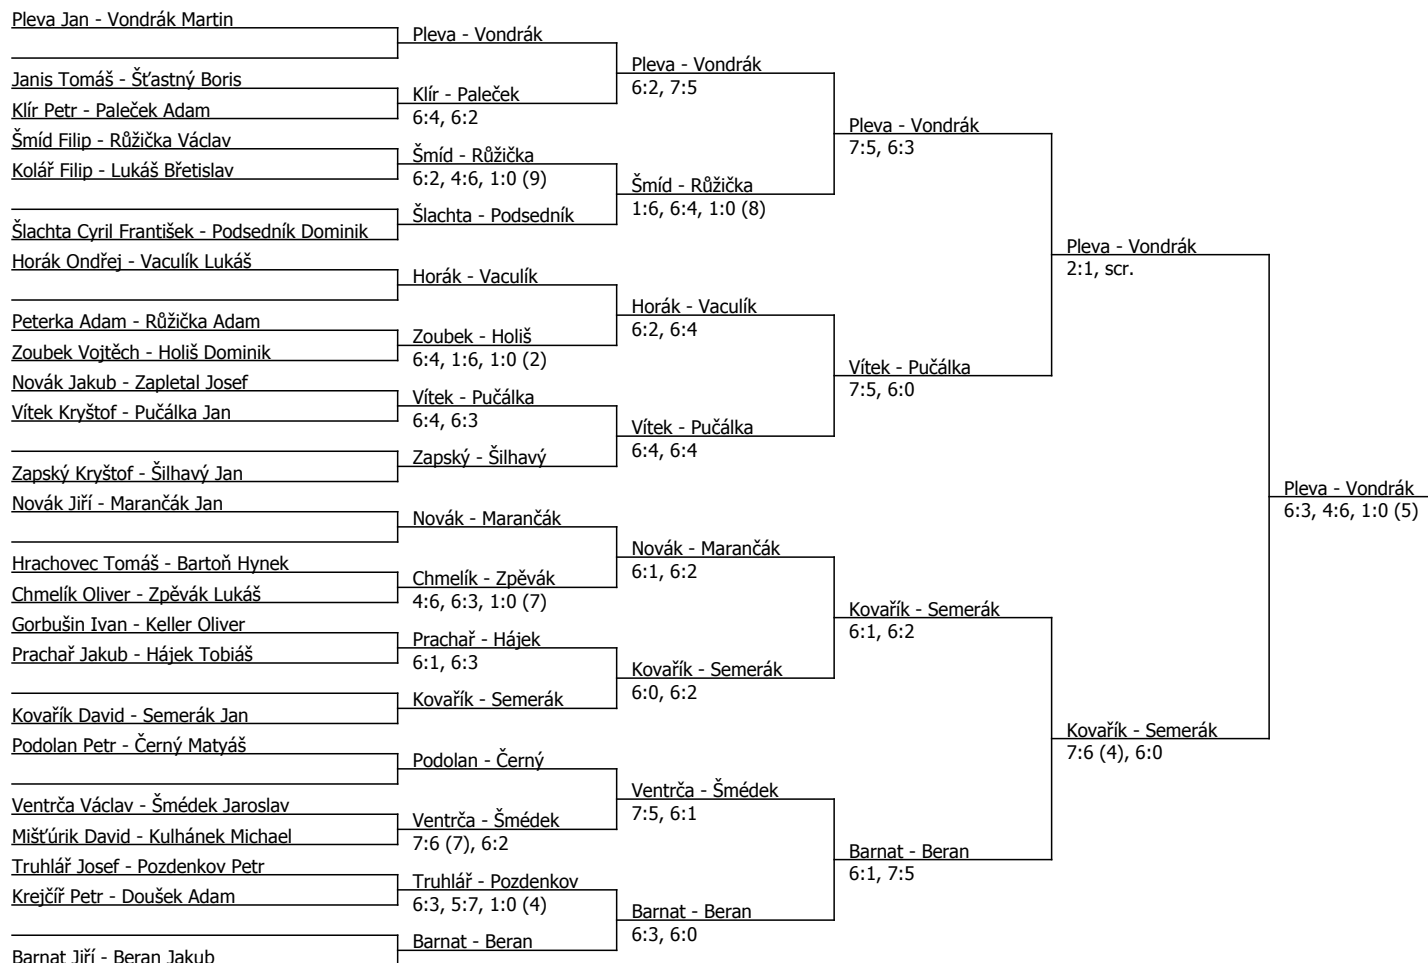 Pleva Jan - Vondrák Martin
Janis Tomáš - Šťastný Boris
Klír Petr - Paleček Adam
Šmíd Filip - Růžička Václav
Kolář Filip - Lukáš Břetislav
Šlachta Cyril František - Podsedník Dominik
Horák Ondřej - Vaculík Lukáš
Peterka Adam - Růžička Adam
Zoubek Vojtěch - Holiš Dominik
Novák Jakub - Zapletal Josef
Vítek Kryštof - Pučálka Jan
Zapský Kryštof - Šilhavý Jan
Novák Jiří - Marančák Jan
Hrachovec Tomáš - Bartoň Hynek
Chmelík Oliver - Zpěvák Lukáš
Gorbušin Ivan - Keller Oliver
Prachař Jakub - Hájek Tobiáš
Kovařík David - Semerák Jan
Podolan Petr - Černý Matyáš
Ventrča Václav - Šmédek Jaroslav
Mišťúrik David - Kulhánek Michael
Truhlář Josef - Pozdenkov Petr
Krejčíř Petr - Doušek Adam
Barnat Jiří - Beran Jakub
Pleva - Vondrák
Klír - Paleček
6:4, 6:2
Šmíd - Růžička
6:2, 4:6, 1:0 (9)
Šlachta - Podsedník
Horák - Vaculík
Zoubek - Holiš
6:4, 1:6, 1:0 (2)
Vítek - Pučálka
6:4, 6:3
Zapský - Šilhavý
Novák - Marančák
Chmelík - Zpěvák
4:6, 6:3, 1:0 (7)
Prachař - Hájek
6:1, 6:3
Kovařík - Semerák
Podolan - Černý
Ventrča - Šmédek
7:6 (7), 6:2
Truhlář - Pozdenkov
6:3, 5:7, 1:0 (4)
Barnat - Beran
Pleva - Vondrák
6:2, 7:5
Šmíd - Růžička
1:6, 6:4, 1:0 (8)
Horák - Vaculík
6:2, 6:4
Vítek - Pučálka
6:4, 6:4
Novák - Marančák
6:1, 6:2
Kovařík - Semerák
6:0, 6:2
Ventrča - Šmédek
7:5, 6:1
Barnat - Beran
6:3, 6:0
Pleva - Vondrák
7:5, 6:3
Vítek - Pučálka
7:5, 6:0
Kovařík - Semerák
6:1, 6:2
Barnat - Beran
6:1, 7:5
Pleva - Vondrák
2:1, scr.
Kovařík - Semerák
7:6 (4), 6:0
Pleva - Vondrák
6:3, 4:6, 1:0 (5)